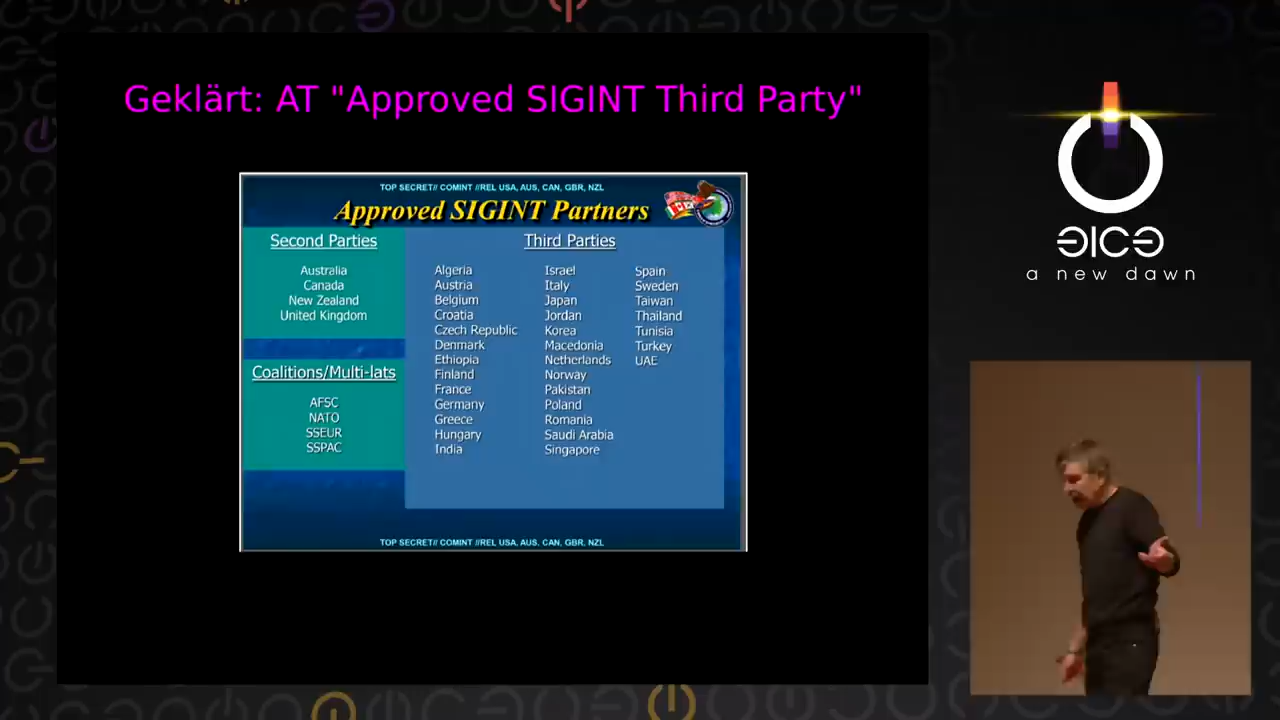 Geklärt: AT "Approved SIGINT Third Party"
TOP SECRET// COMINT //REL USA, AUS, CAN, GBR, NZL
Approved SIGINT Partners
Second Parties
Australia
Canada
New Zealand
United Kingdom
Coalitions/Multi-lats
AFSC
NATO
SSEUR
SSPAC
Third Parties
Algeria
Austria
Belgium
Croatia
Czech Republic
Denmark
Ethiopia
Finland
France
Germany
Greece
Hungary
India
Israel
Italy
Japan
Jordan
Korea
Macedonia
Netherlands
Norway
Pakistan
Poland
Romania
Saudi Arabia
Singapore
Spain
Sweden
Taiwan
Thailand
Tunisia
Turkey
UAE
TOP SECRET// COMINT //REL USA, AUS, CAN, GBR, NZL
a new dawn